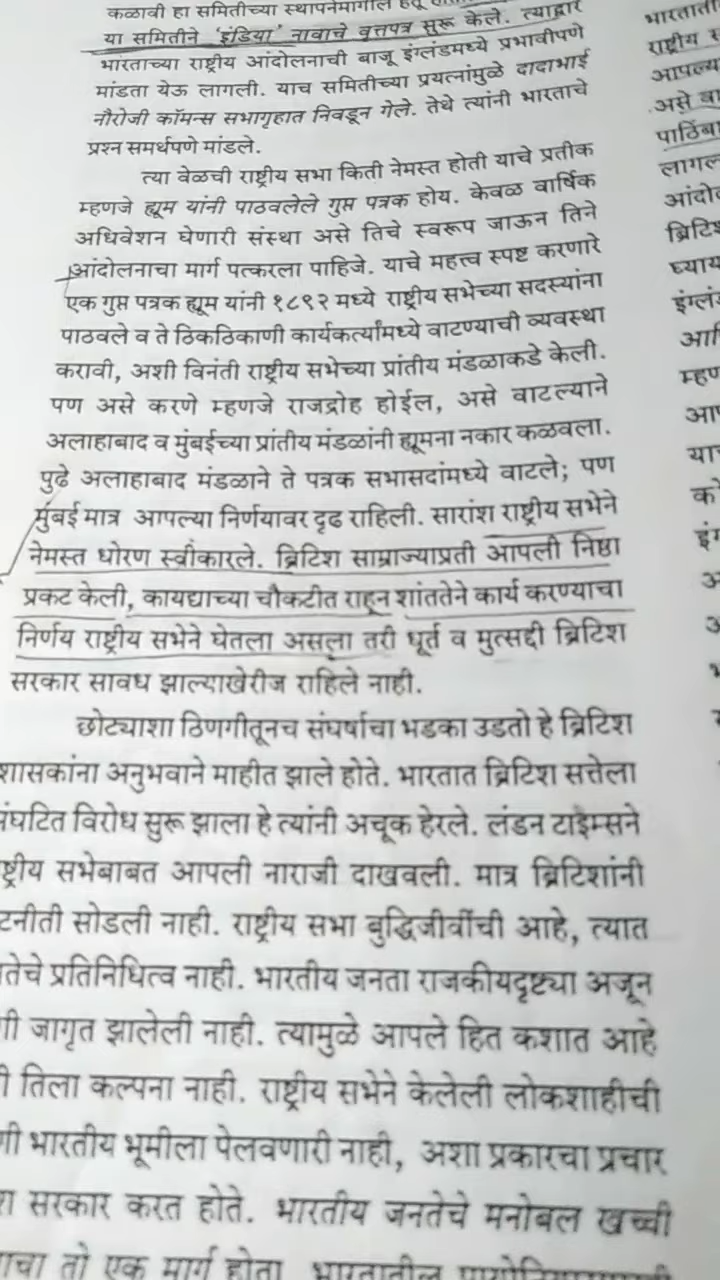 कळावी हा समितीच्या स्थापनेमागील हेतू
या समितीने 'इंडिया' नावाचे वृत्तपत्र सुरू केले. त्याद्वारे
भारताच्या राष्ट्रीय आंदोलनाची बाजू इंग्लंडमध्ये प्रभावीपणे
मांडता येऊ लागली. याच समितीच्या प्रयत्नांमुळे दादाभाई
नौरोजी कॉमन्स सभागृहात निवडून गेले. तेथे त्यांनी भारताचे
प्रश्न समर्थपणे मांडले.
त्या वेळची राष्ट्रीय सभा किती नेमस्त होती याचे प्रतीक
म्हणजे ह्यूम यांनी पाठवलेले गुप्त पत्रक होय. केवळ वार्षिक
अधिवेशन घेणारी संस्था असे तिचे स्वरूप जाऊन तिने
आंदोलनाचा मार्ग पत्करला पाहिजे. याचे महत्त्व स्पष्ट करणारे
एक गुप्त पत्रक ह्यूम यांनी १८९२ मध्ये राष्ट्रीय सभेच्या सदस्यांना
पाठवले व ते ठिकठिकाणी कार्यकर्त्यांमध्ये वाटण्याची व्यवस्था
करावी, अशी विनंती राष्ट्रीय सभेच्या प्रांतीय मंडळाकडे केली.
पण असे करणे म्हणजे राजद्रोह होईल, असे वाटल्याने
अलाहाबाद व मुंबईच्या प्रांतीय मंडळांनी ह्यूमना नकार कळवला.
पुढे अलाहाबाद मंडळाने ते पत्रक सभासदांमध्ये वाटले; पण
मुंबई मात्र आपल्या निर्णयावर दृढ राहिली. सारांश राष्ट्रीय सभेने
नेमस्त धोरण स्वीकारले. ब्रिटिश साम्राज्याप्रती आपली निष्ठा
प्रकट केली, कायद्याच्या चौकटीत राहून शांततेने कार्य करण्याचा
निर्णय राष्ट्रीय सभेने घेतला असला तरी धूर्त व मुत्सद्दी ब्रिटिश
सरकार सावध झाल्याखेरीज राहिले नाही.
छोट्याशा ठिणगीतूनच संघर्षाचा भडका उडतो हे ब्रिटिश
शासकांना अनुभवाने माहीत झाले होते. भारतात ब्रिटिश सत्तेला
संघटित विरोध सुरू झाला हे त्यांनी अचूक हेरले. लंडन टाइम्सने
ष्ट्रीय सभेबाबत आपली नाराजी दाखवली. मात्र ब्रिटिशांनी
टनीती सोडली नाही. राष्ट्रीय सभा बुद्धिजीवींची आहे, त्यात
तेचे प्रतिनिधित्व नाही. भारतीय जनता राजकीयदृष्ट्या अजून
जागृत झालेली नाही. त्यामुळे आपले हित कशात आहे
तिला कल्पना नाही. राष्ट्रीय सभेने केलेली लोकशाहीची
णी भारतीय भूमीला पेलवणारी नाही, अशा प्रकारचा प्रचार
सरकार करत होते. भारतीय जनतेचे मनोबल खच्ची
तो एक मार्ग होता. भारतातील
भारताती
राष्ट्रीय स
आपल्य
असे वा
पाठिंबा
लागल
आंदोल
ब्रिटिश
घ्याय
इंग्लं
आि
म्हण
आप
या
को
इंग